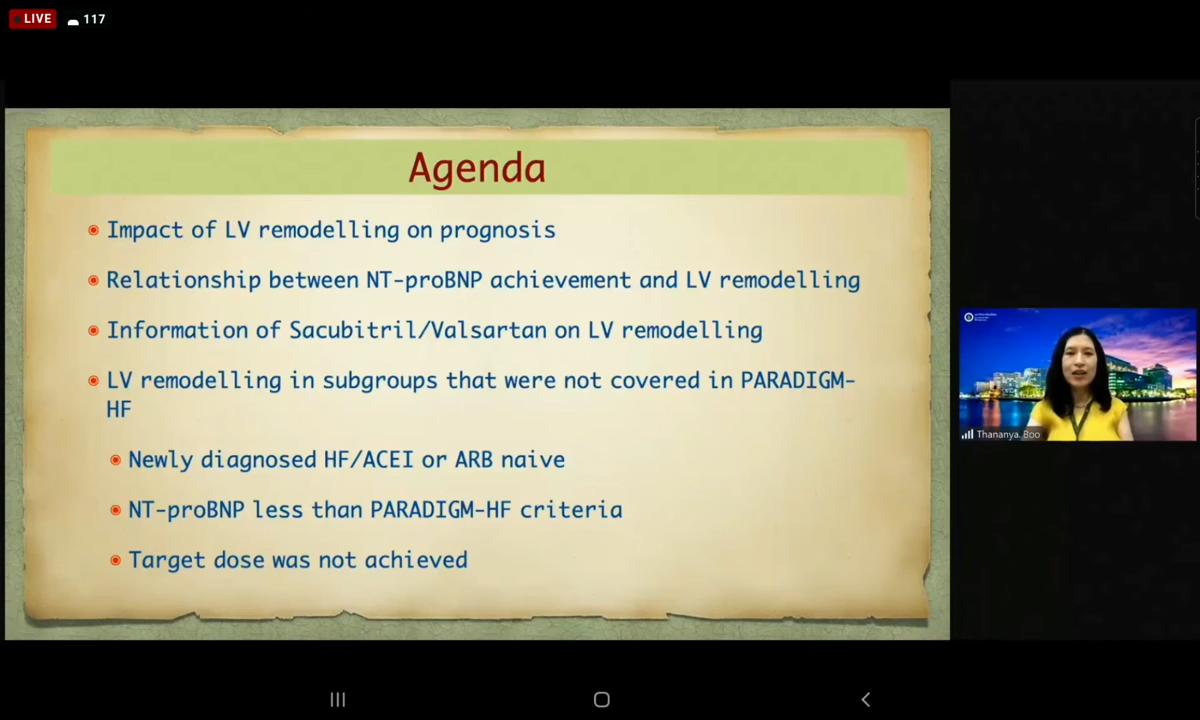 LIVE 117
Agenda
Impact of LV remodelling on prognosis
Relationship between NT-proBNP achievement and LV remodelling
Information of Sacubitril/Valsartan on LV remodelling
LV remodelling in subgroups that were not covered in PARADIGM-
HF
Newly diagnosed HF/ACEI or ARB naive
NT-proBNP less than PARADIGM-HF criteria
Target dose was not achieved
Thananya. Boo